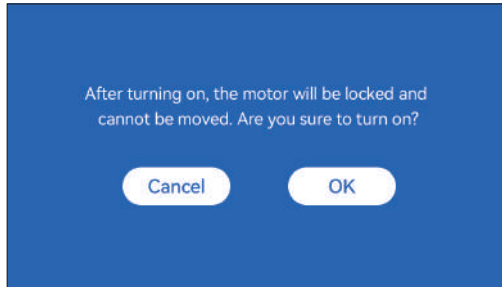 After turning on, the motor will be locked and
cannot be moved. Are you sure to turn on?
Cancel
OK